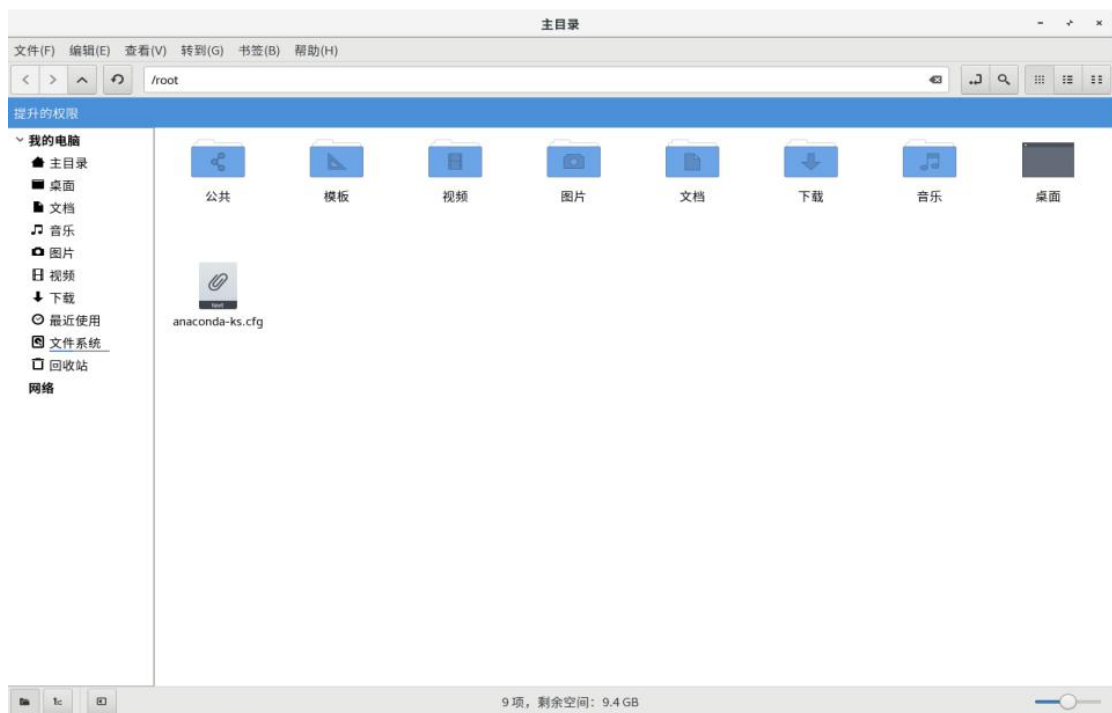 主目录
文件(F) 编辑(E) 查看(V) 转到(G) 书签(B) 帮助(H)
/root
提升的权限
我的电脑
主目录
桌面
文档
音乐
图片
视频
下载
最近使用
文件系统
回收站
网络
公共 模板 视频 图片 文档 下载 音乐 桌面
anaconda-ks.cfg
9 项，剩余空间：9.4 GB